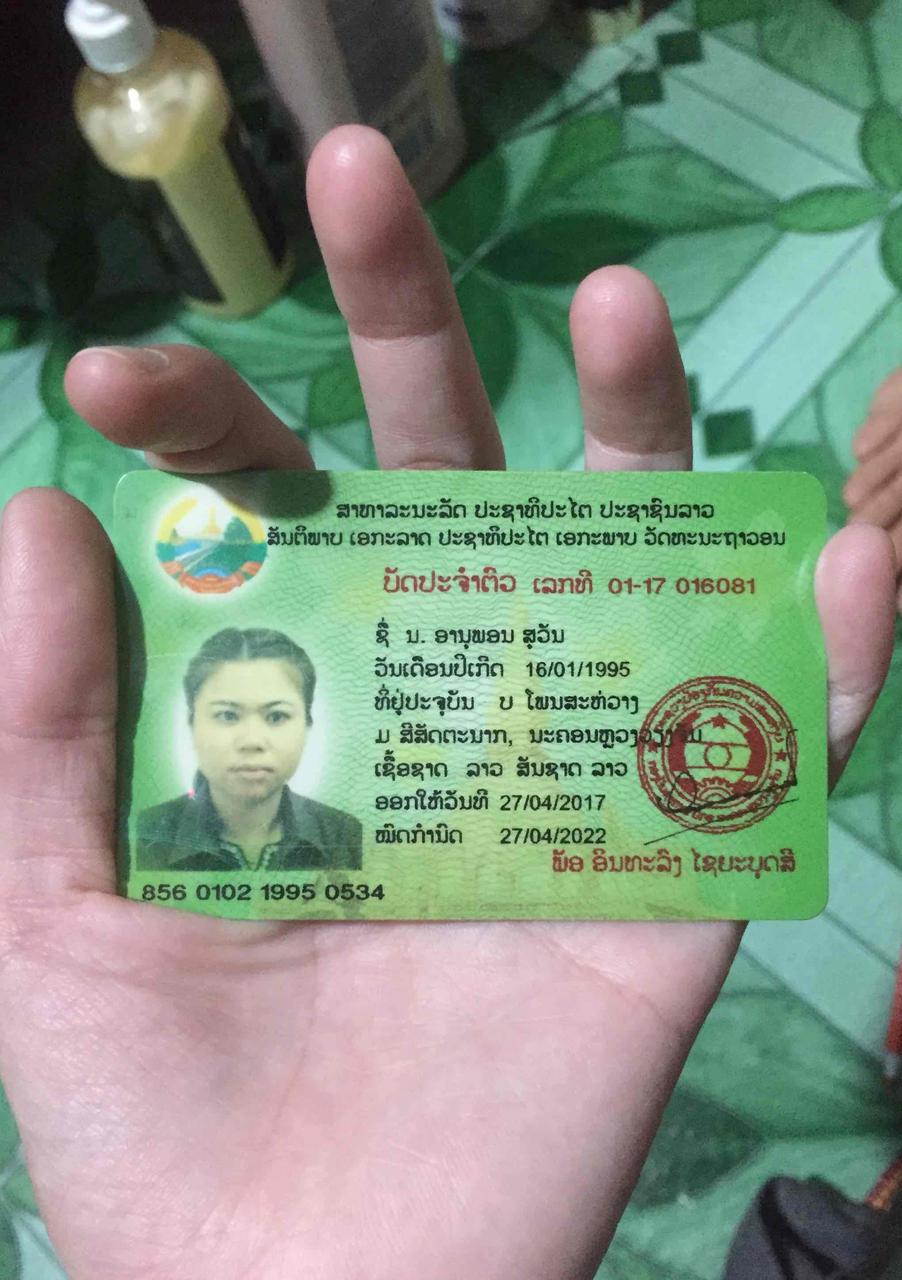 ສາທາລະນະລັດ ປະຊາທິປະໄຕ ປະຊາຊົນລາວ
ສັນຕິພາບ ເອກະລາດ ປະຊາທິປະໄຕ ເອກະພາບ ວັດທະນະຖາວອນ
ບັດປະຈຳຕົວ ເລກທີ 01-17 016081
ຊື່ ນ. ອານຸພອນ ສຸວັນ
ວັນເດືອນປີເກີດ 16/01/1995
ທີ່ຢູ່ປະຈຸບັນ ບ ໂພນສະຫ່ວາງ
ມ ສີສັດຕະນາກ, ນະຄອນຫຼວງວຽງຈັນ
ເຊື້ອຊາດ ລາວ ສັນຊາດ ລາວ
ອອກໃຫ້ວັນທີ 27/04/2017
ໝົດກຳນົດ 27/04/2022
ພັອ ອິນທະລົງ ໄຊຍະບຸດສີ
856 0102 1995 0534